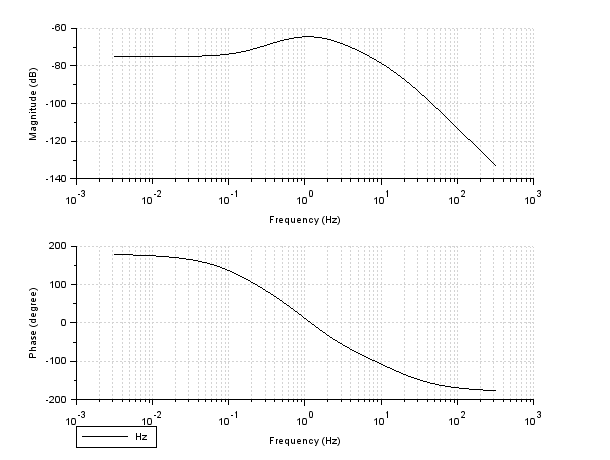 -60
-80
-100
-120
-140
Magnitude (dB)
10-3 10-2 10-1 100 101 102 103
Frequency (Hz)
200
100
0
-100
-200
Phase (degree)
10-3 10-2 10-1 100 101 102 103
Frequency (Hz)
Hz